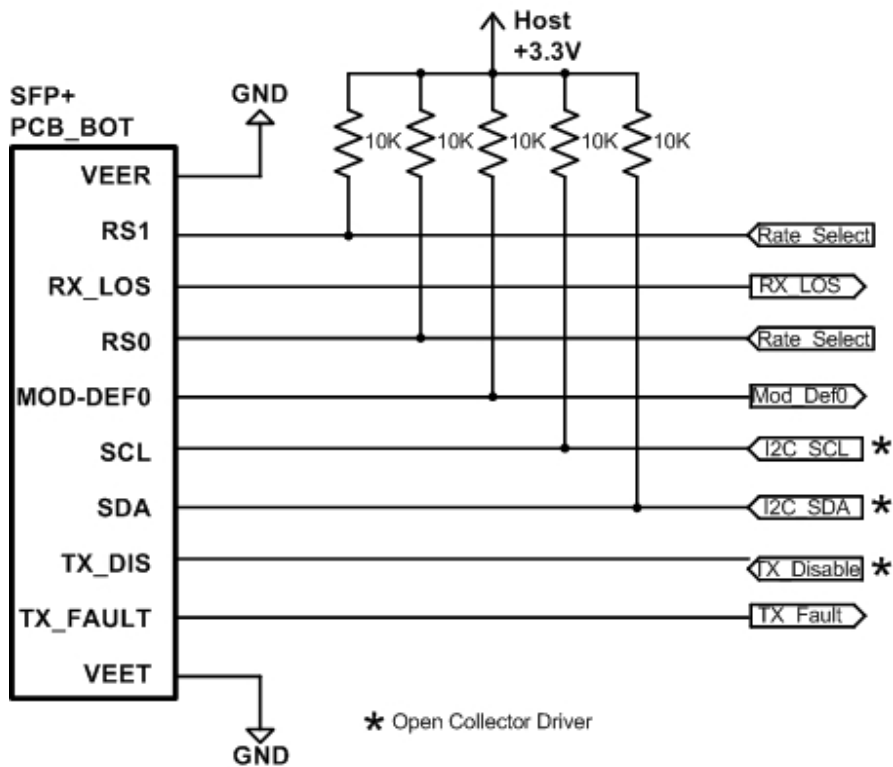 Host
+3.3V
SFP+
PCB_BOT
GND
10K 10K 10K 10K 10K
VEER
RS1 Rate_Select
RX_LOS RX_LOS
RS0 Rate_Select
MOD-DEF0 Mod_Def0
SCL I2C_SCL *
SDA I2C_SDA *
TX_DIS TX_Disable *
TX_FAULT TX_Fault
VEET
* Open Collector Driver
GND